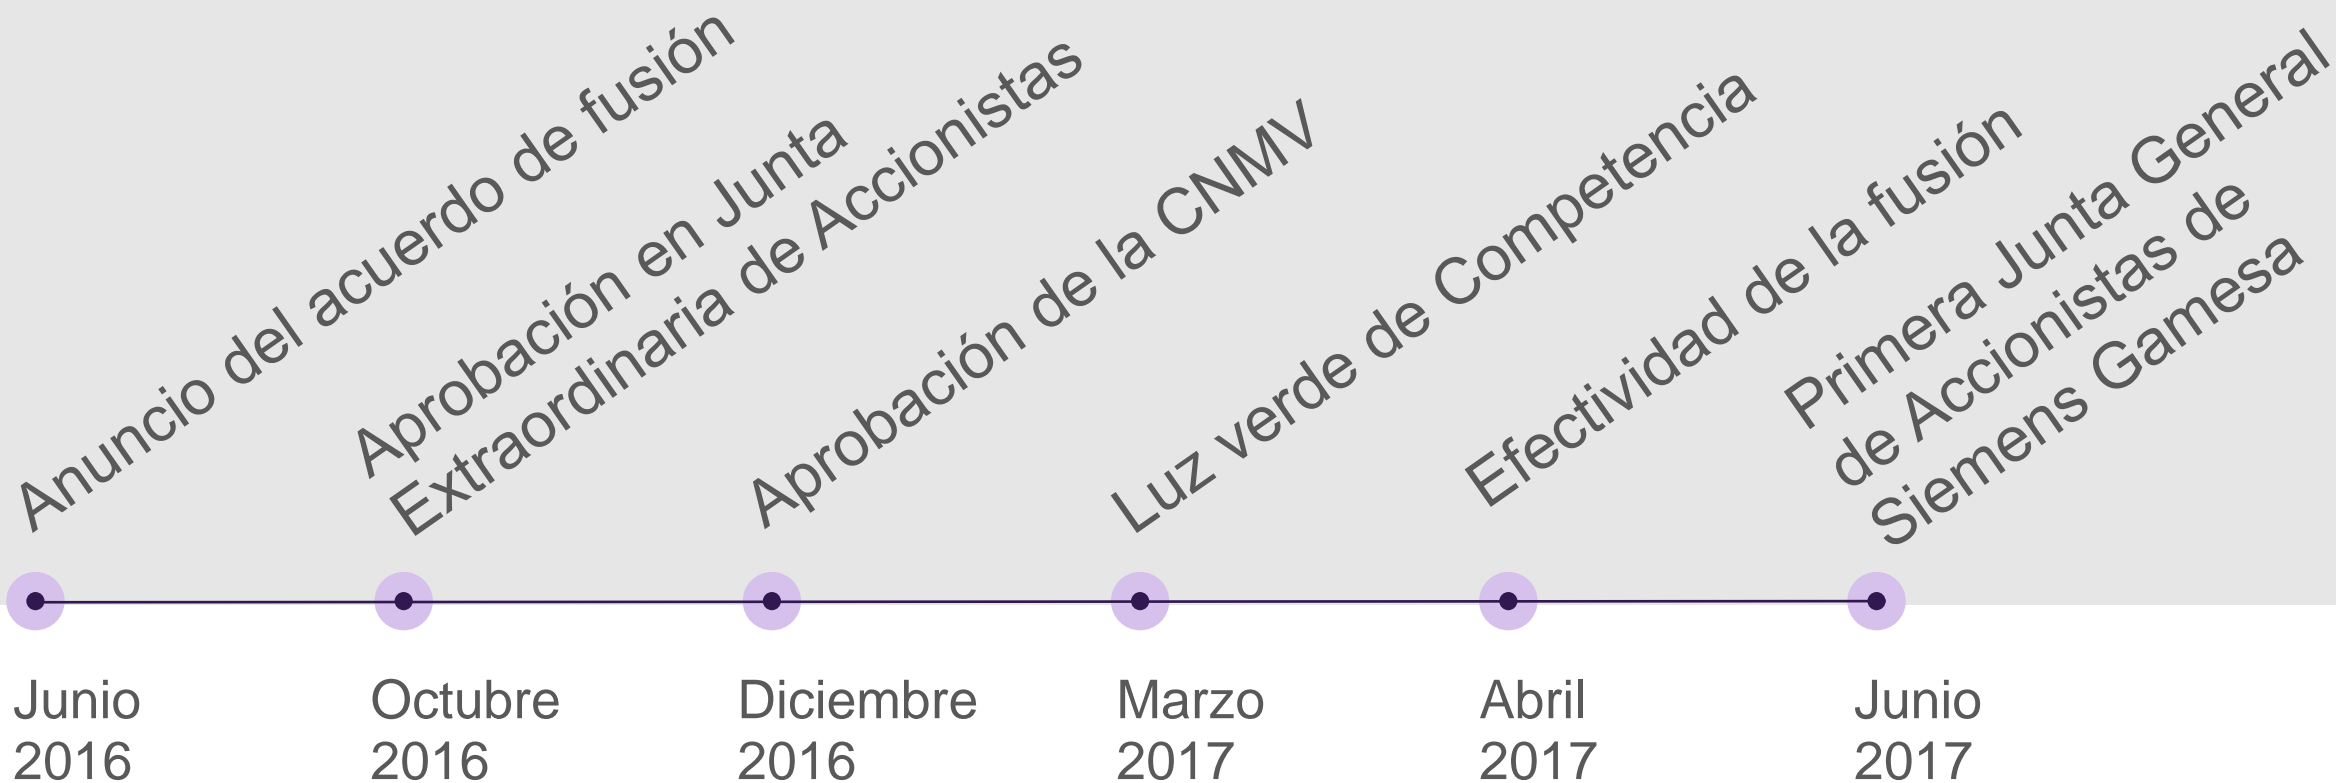 Anuncio del acuerdo de fusión
Aprobación en Junta
Extraordinaria de Accionistas
Aprobación de la CNMV
Luz verde de Competencia
Efectividad de la fusión
Primera Junta General
de Accionistas de
Siemens Gamesa
Junio
2016
Octubre
2016
Diciembre
2016
Marzo
2017
Abril
2017
Junio
2017